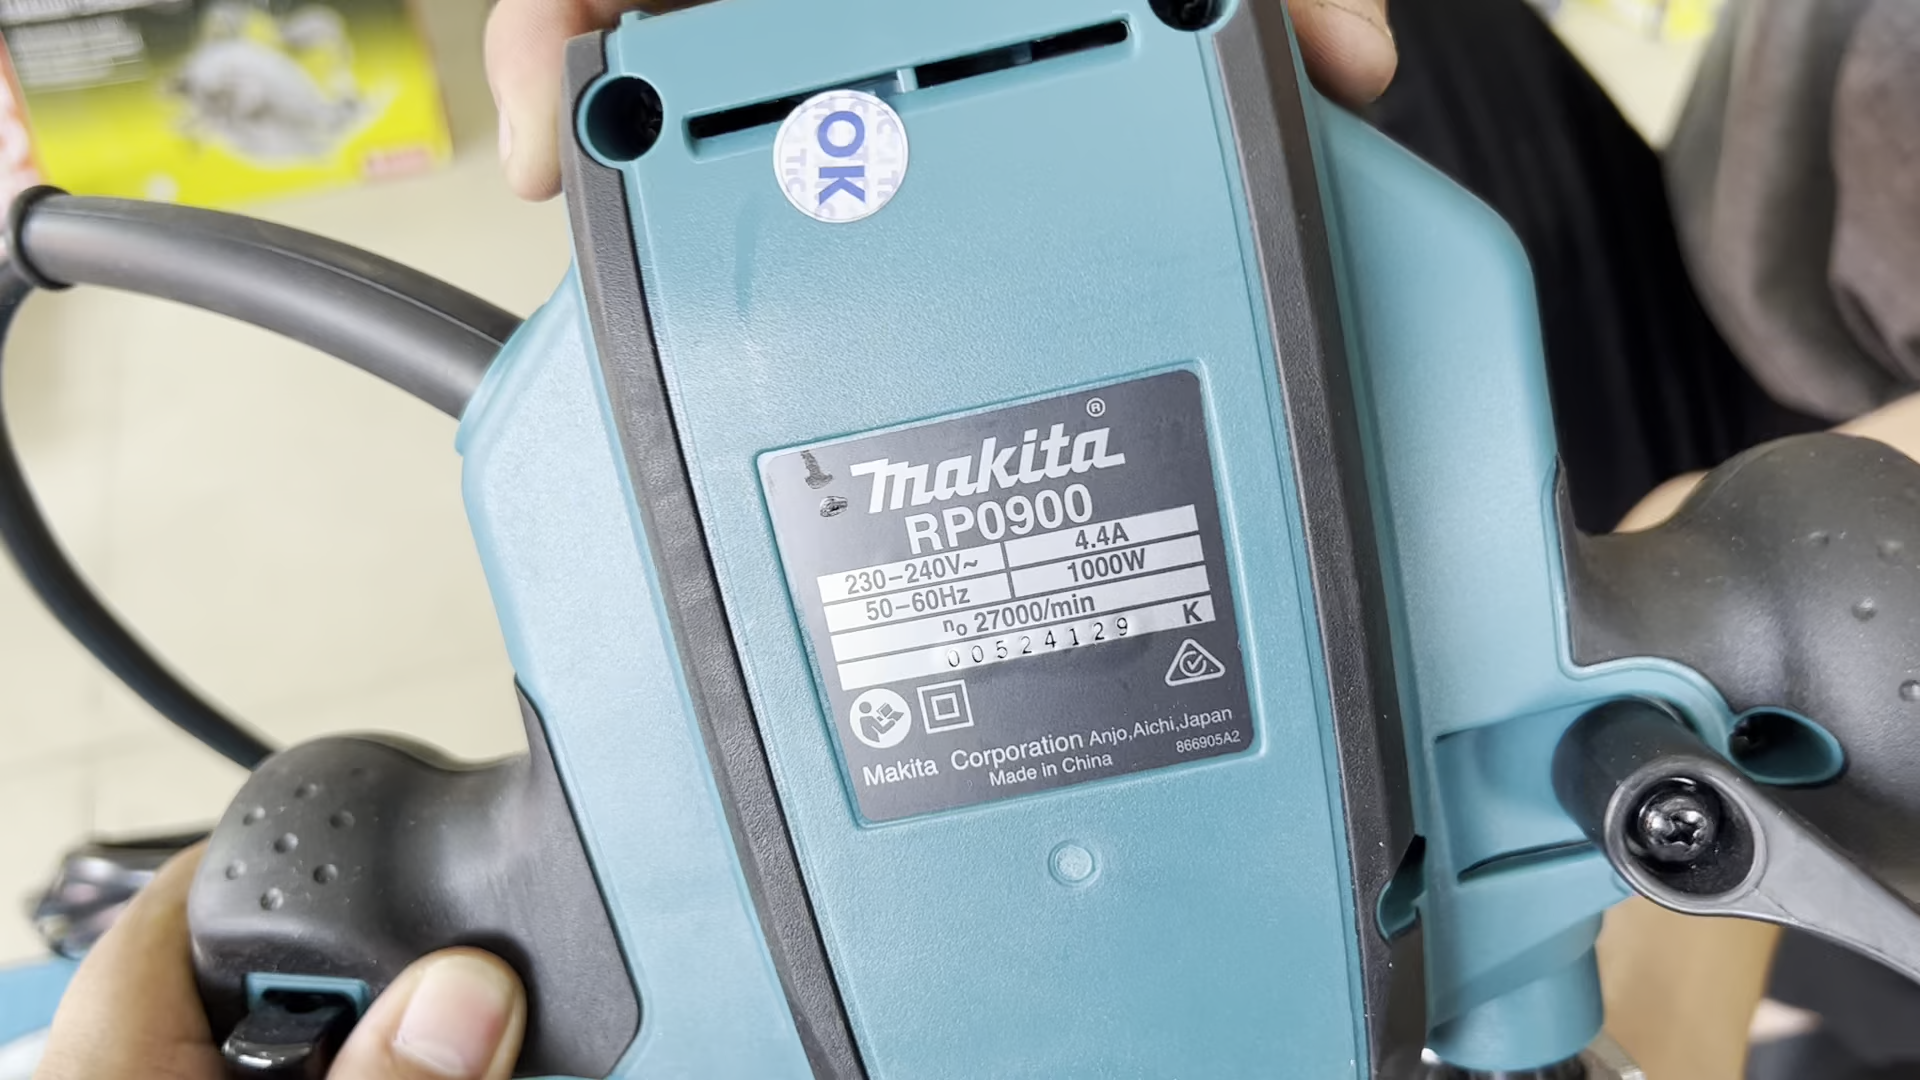 OK
makita®
RP0900
230–240V~ 4.4A
50–60Hz 1000W
n₀ 27000/min
00524129 K
Makita Corporation Anjo,Aichi,Japan
Made in China 866905A2